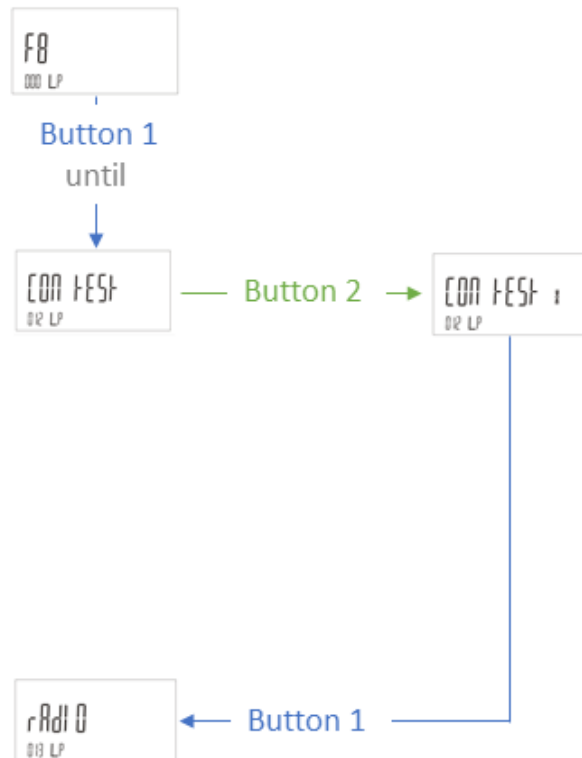 F8
000 LP
Button 1
until
CON tESt
012 LP
Button 2
CON tESt 1
012 LP
rAdI O
013 LP
Button 1